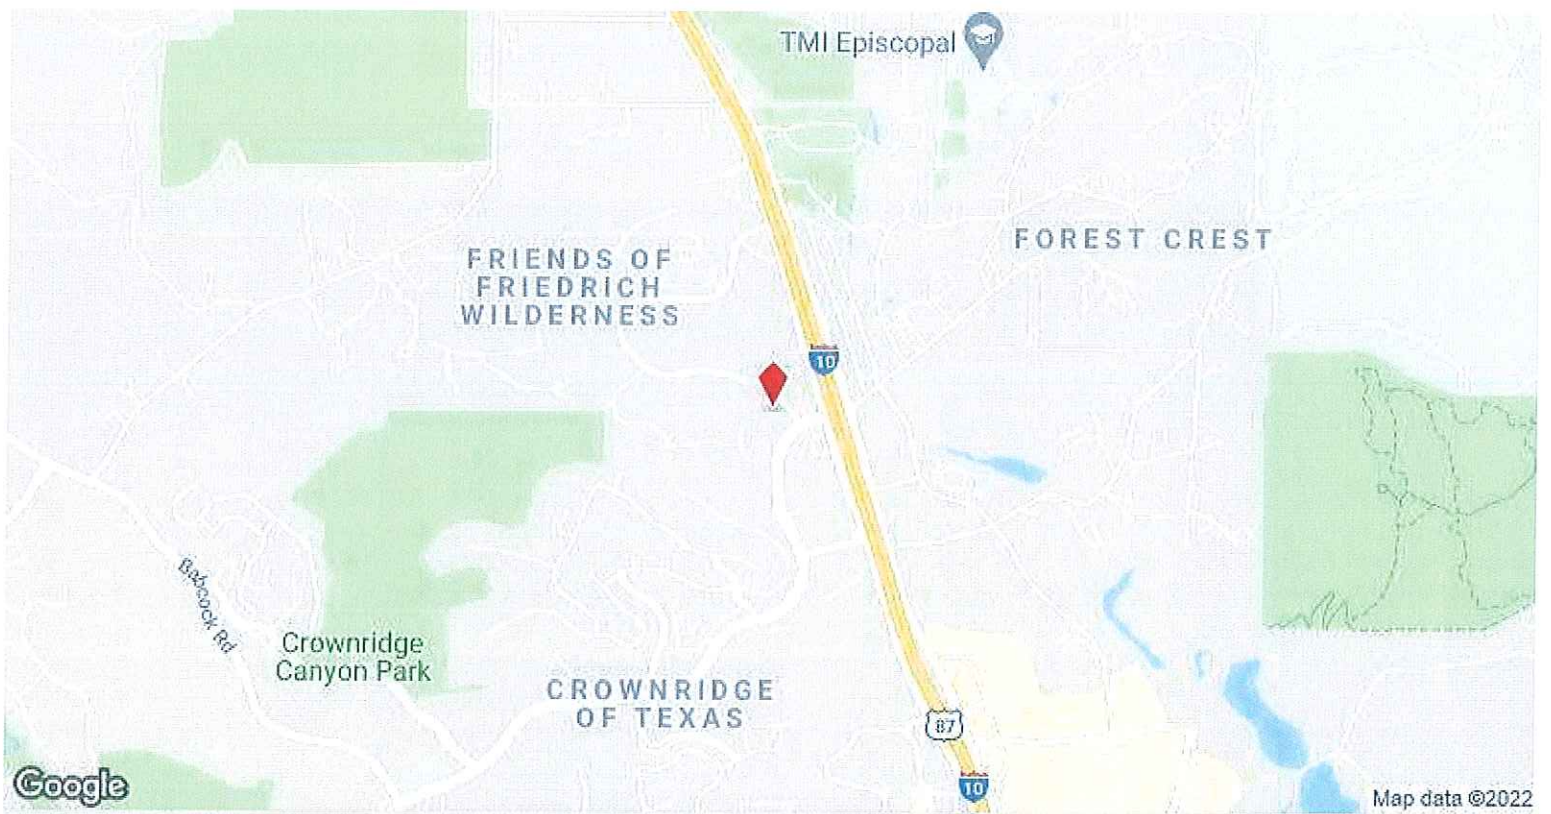 TMI Episcopal
FOREST CREST
FRIENDS OF
FRIEDRICH
WILDERNESS
10
Babcock Rd
Crownridge
Canyon Park
CROWNRIDGE
OF TEXAS
87
10
Google
Map data ©2022